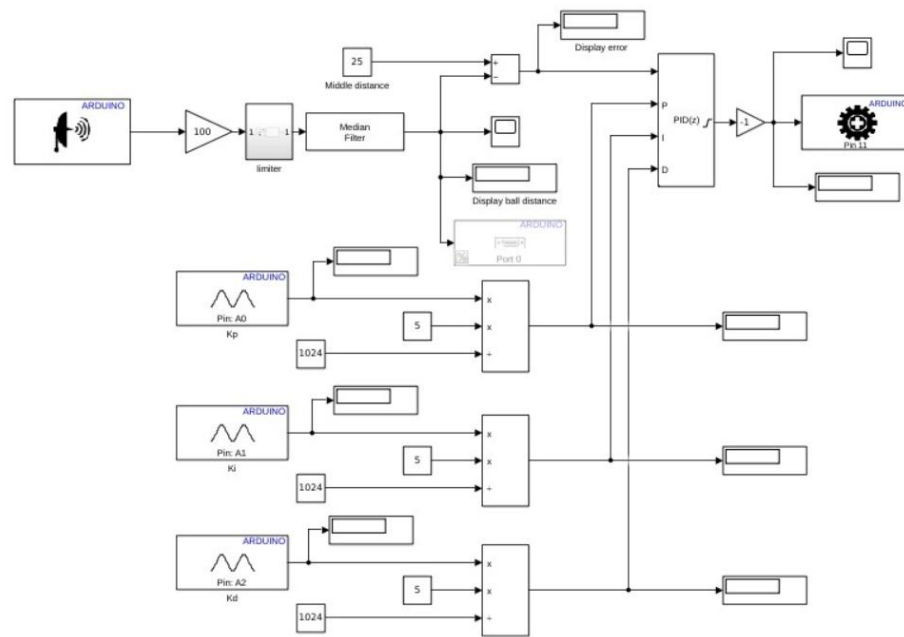 Display error
25
Middle distance
+
−
ARDUINO
100
1
1
limiter
Median
Filter
P
I
D
PID(z)
-1
ARDUINO
Pin 11
Display ball distance
ARDUINO
Port 0
ARDUINO
Pin: A0
Kp
5
1024
x
x
÷
ARDUINO
Pin: A1
Ki
5
1024
x
x
÷
ARDUINO
Pin: A2
Kd
5
1024
x
x
÷